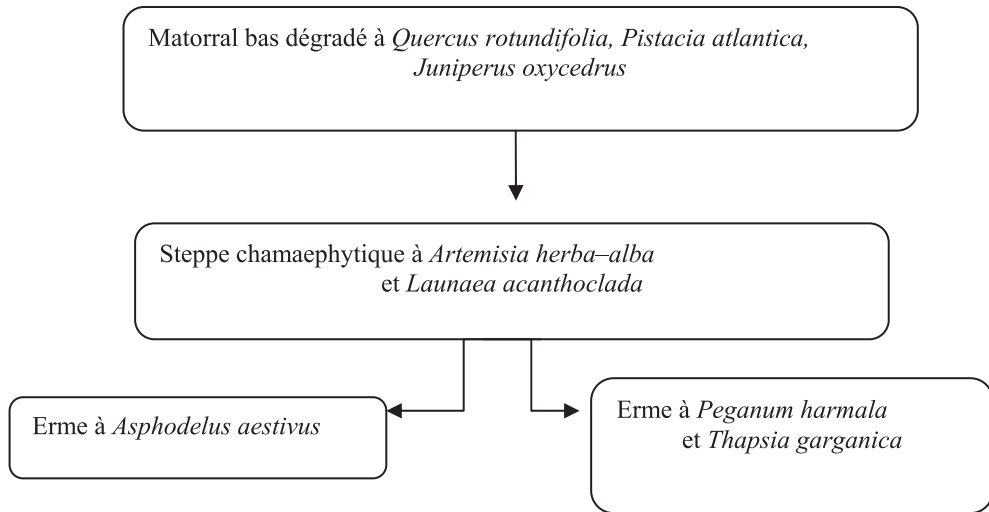 Matorral bas dégradé à Quercus rotundifolia, Pistacia atlantica,
Juniperus oxycedrus
Steppe chamaephytique à Artemisia herba–alba
et Launaea acanthoclada
Erme à Asphodelus aestivus
Erme à Peganum harmala
et Thapsia garganica